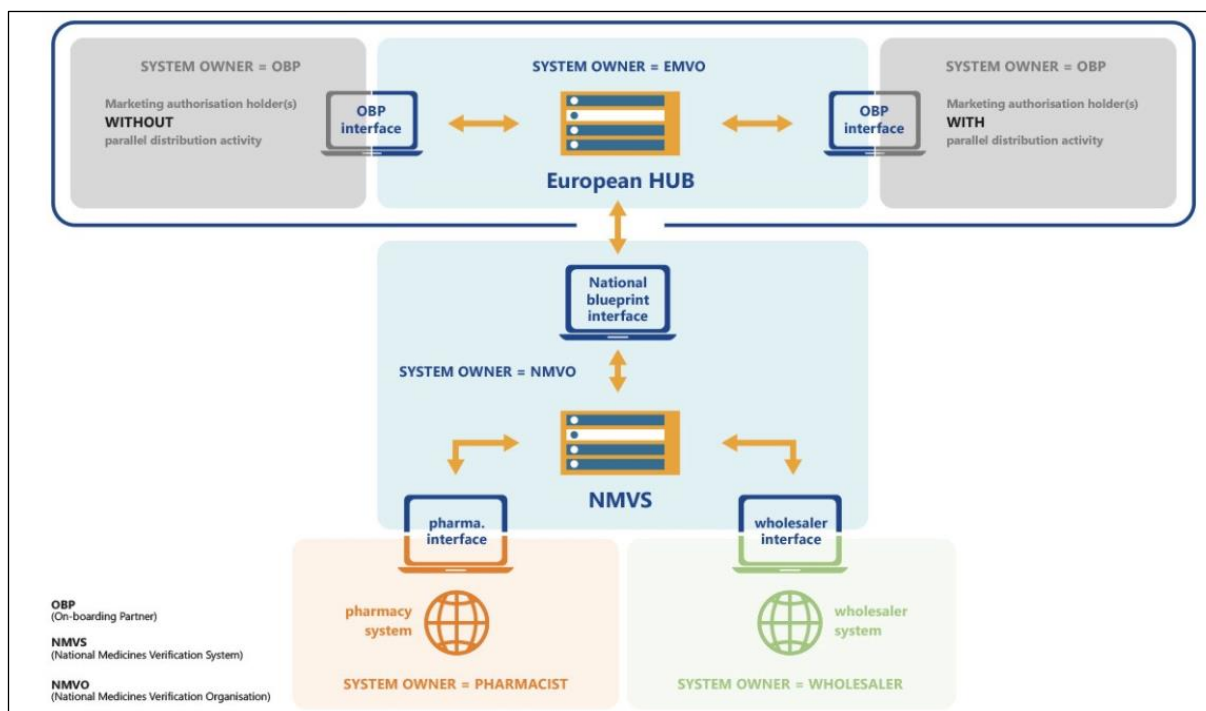 SYSTEM OWNER = OBP
Marketing authorisation holder(s)
WITHOUT
parallel distribution activity
OBP
interface
SYSTEM OWNER = EMVO
European HUB
OBP
interface
SYSTEM OWNER = OBP
Marketing authorisation holder(s)
WITH
parallel distribution activity
National
blueprint
interface
SYSTEM OWNER = NMVO
NMVS
pharma.
interface
wholesaler
interface
pharmacy
system
SYSTEM OWNER = PHARMACIST
wholesaler
system
SYSTEM OWNER = WHOLESALER
OBP
(On-boarding Partner)
NMVS
(National Medicines Verification System)
NMVO
(National Medicines Verification Organisation)